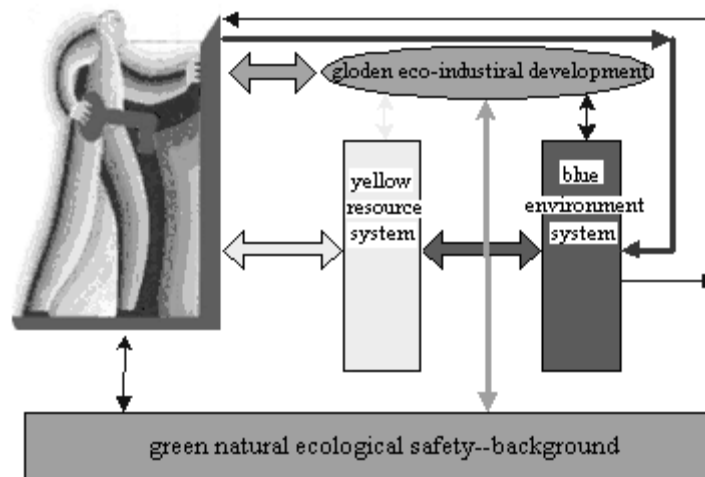 gloden eco-industiral development
yellow
resource
system
blue
environment
system
green natural ecological safety--background